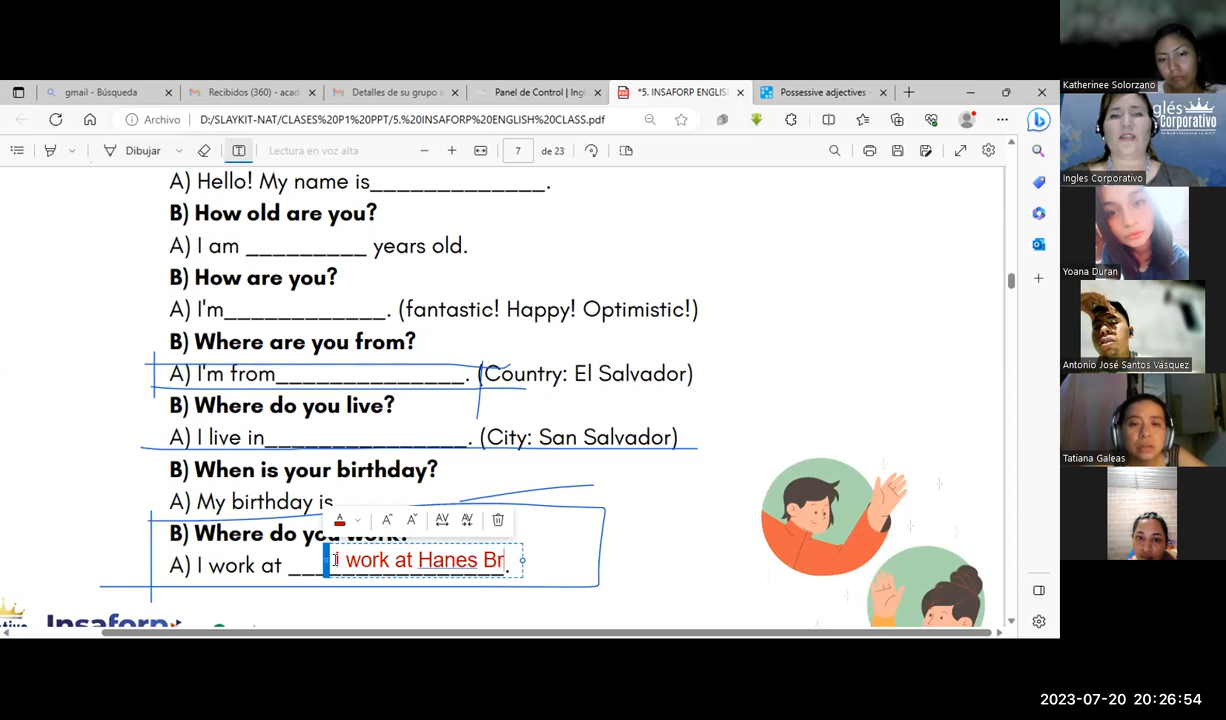 gmail - Búsqueda
Recibidos (360) - aca
Detalles de su grupo a
Panel de Control | Ingl
*5. INSAFORP ENGLISH
Possessive adjectives -
Archivo D:/SLAYKIT-NAT/CLASES%20P1%20PPT/5.%20INSAFORP%20ENGLISH%20CLASS.pdf
Dibujar
Lectura en voz alta
7 de 23
A) Hello! My name is_______________.
B) How old are you?
A) I am __________ years old.
B) How are you?
A) I'm______________. (fantastic! Happy! Optimistic!)
B) Where are you from?
A) I'm from________________. (Country: El Salvador)
B) Where do you live?
A) I live in_________________. (City: San Salvador)
B) When is your birthday?
A) My birthday is
B) Where do you work?
I work at Hanes Br
A) I work at __________________.
Insaforp
Katherinee Solorzano
glés
Corporativo
Ingles Corporativo
Yoana Duran
Antonio José Santos Vásquez
Tatiana Galeas
2023-07-20 20:26:54